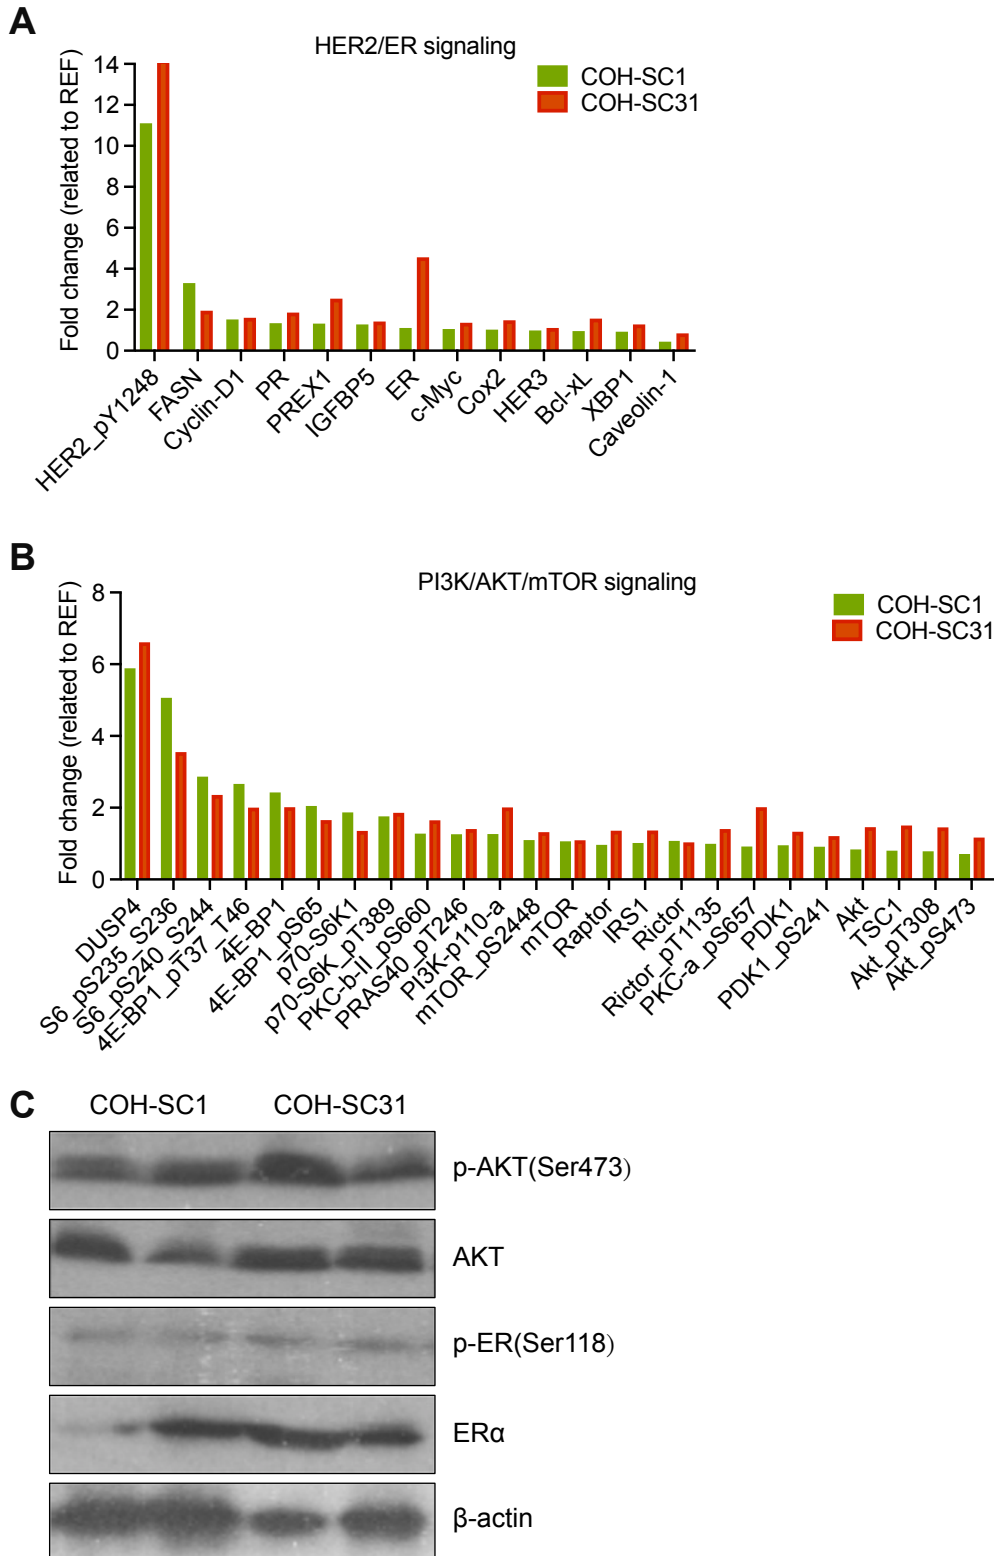 A
HER2/ER signaling
COH-SC1
COH-SC31
Fold change (related to REF)
14
12
10
8
6
4
2
0
HER2_pY1248
FASN
Cyclin-D1
PR
PREX1
IGFBP5
ER
c-Myc
Cox2
HER3
Bcl-xL
XBP1
Caveolin-1
B
PI3K/AKT/mTOR signaling
COH-SC1
COH-SC31
Fold change (related to REF)
8
6
4
2
0
DUSP4
S6_pS235_S236
S6_pS240_S244
4E-BP1_pT37_T46
4E-BP1
4E-BP1_pS65
p70-S6K1
p70-S6K_pT389
PKC-b-II_pS660
PRAS40_pT246
PI3K-p110-a
mTOR_pS2448
mTOR
Raptor
IRS1
Rictor
Rictor_pT1135
PKC-a_pS657
PDK1
PDK1_pS241
Akt
TSC1
Akt_pT308
Akt_pS473
C
COH-SC1 COH-SC31
p-AKT(Ser473)
AKT
p-ER(Ser118)
ERα
β-actin